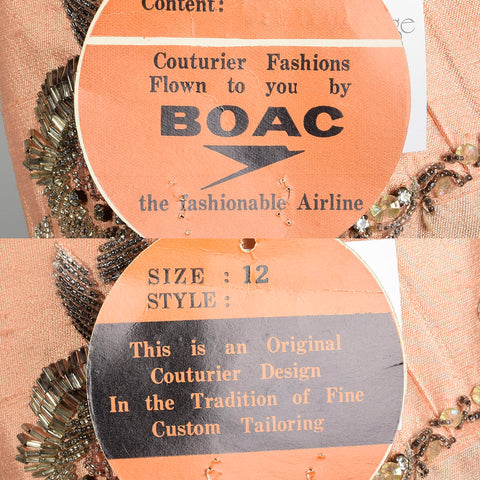 Content:
Couturier Fashions
Flown to you by
BOAC
the fashionable Airline
SIZE : 12
STYLE :
This is an Original
Couturier Design
In the Tradition of Fine
Custom Tailoring